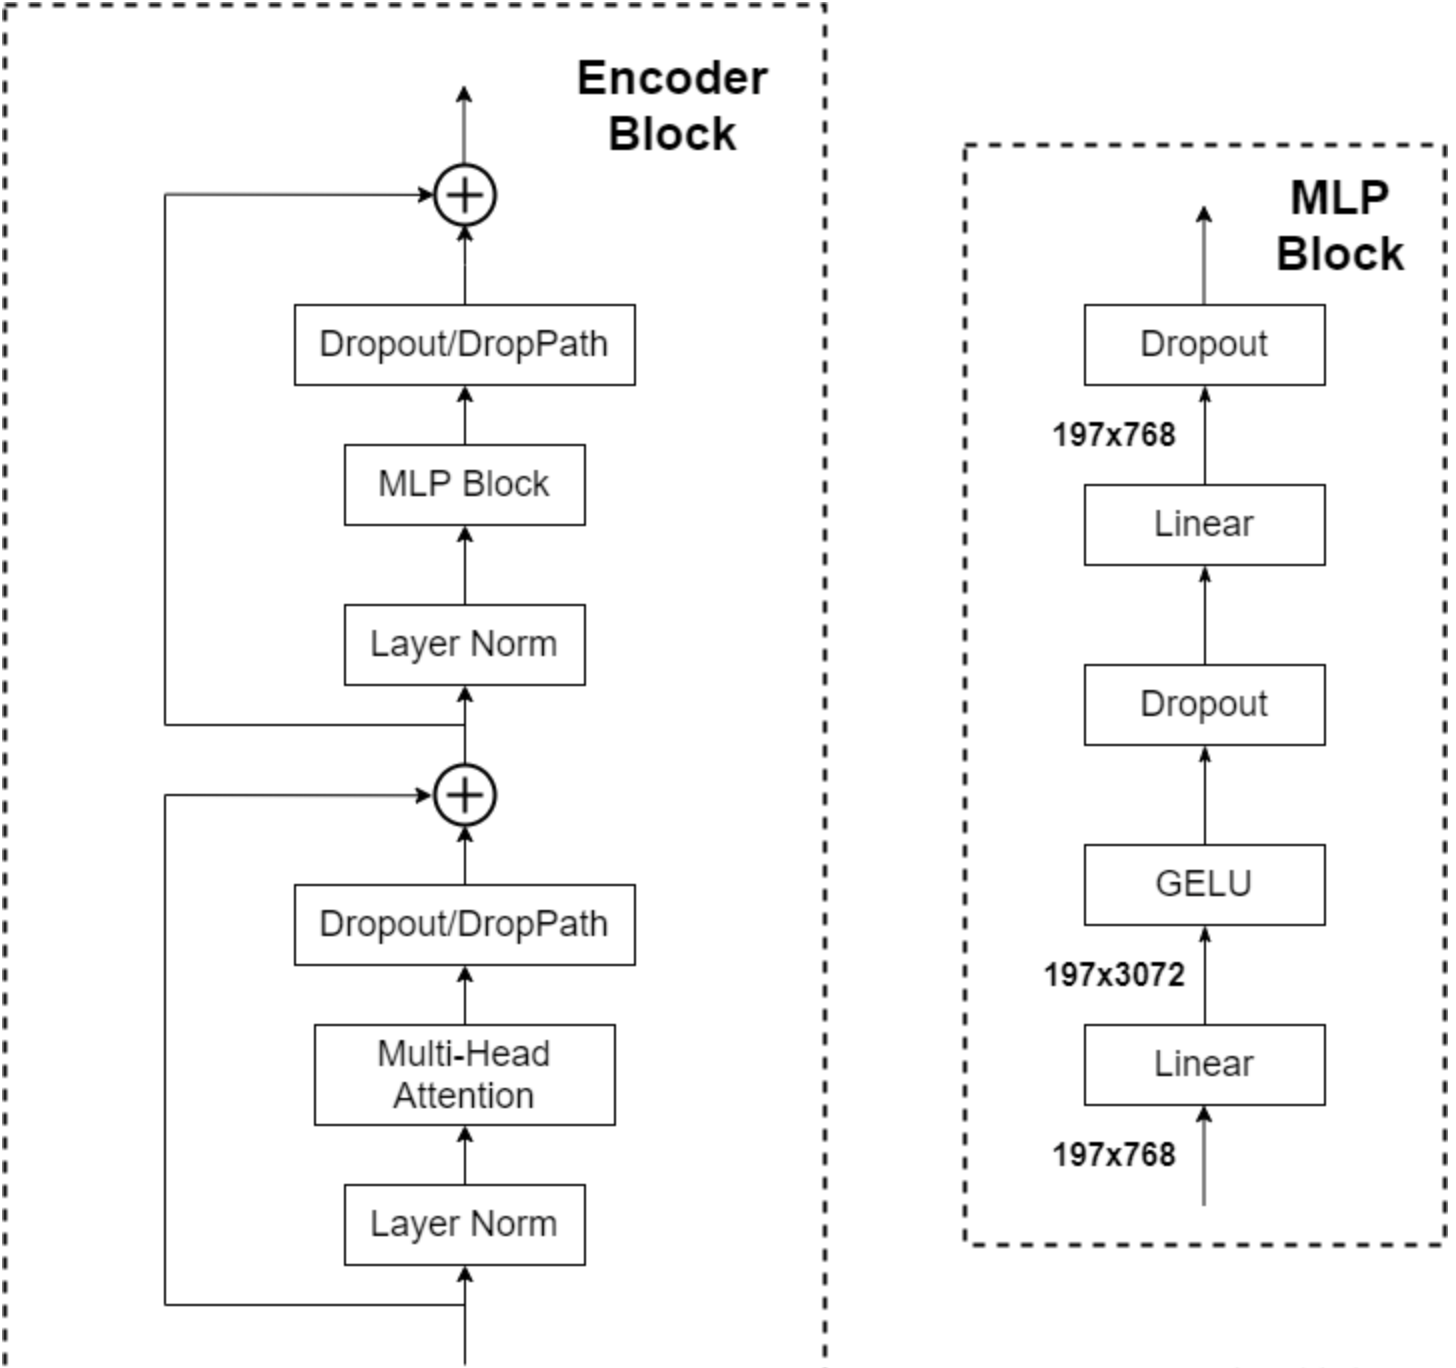 Encoder
Block
Dropout/DropPath
MLP Block
Layer Norm
Dropout/DropPath
Multi-Head
Attention
Layer Norm
MLP
Block
Dropout
197x768
Linear
Dropout
GELU
197x3072
Linear
197x768